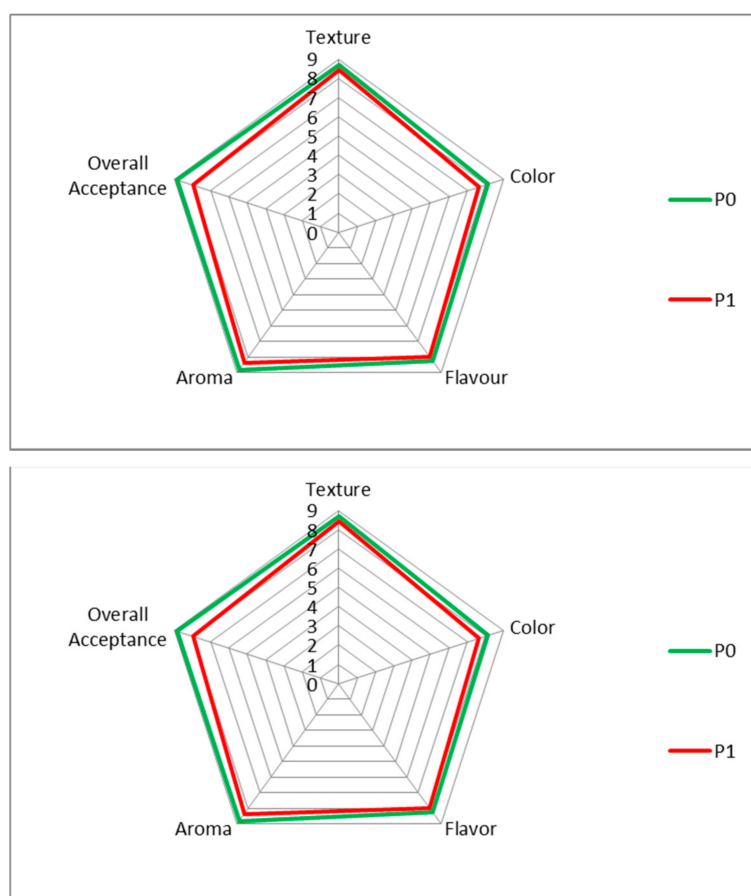 Texture
9
8
7
6
5
4
3
2
1
0
Overall
Acceptance
Color
Aroma
Flavour
P0
P1
Texture
9
8
7
6
5
4
3
2
1
0
Overall
Acceptance
Color
Aroma
Flavor
P0
P1